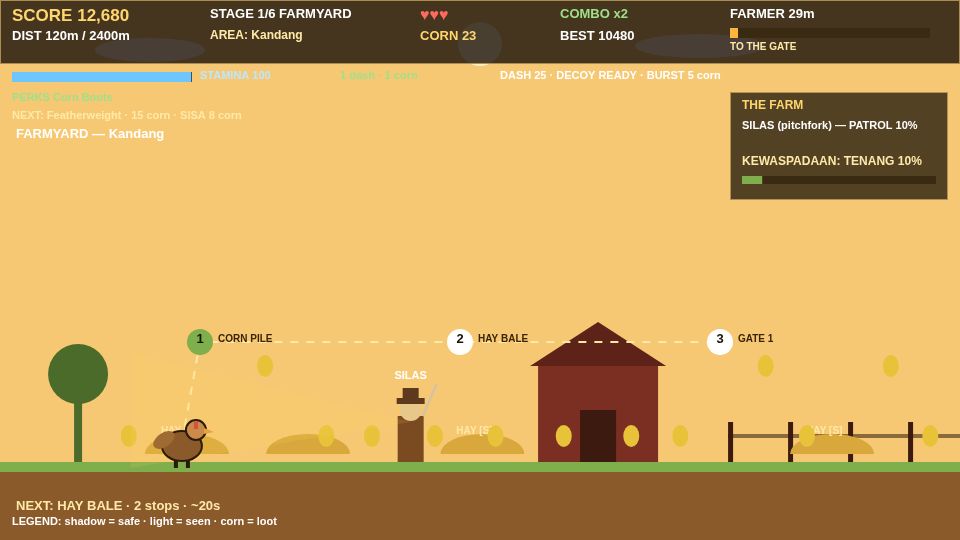 SCORE 12,680
STAGE 1/6 FARMYARD
♥♥♥
COMBO x2
FARMER 29m
DIST 120m / 2400m
AREA: Kandang
CORN 23
BEST 10480
TO THE GATE
STAMINA 100
1 dash · 1 corn
DASH 25 · DECOY READY · BURST 5 corn
PERKS Corn Boots
NEXT: Featherweight · 15 corn · SISA 8 corn
FARMYARD — Kandang
THE FARM
SILAS (pitchfork) — PATROL 10%
KEWASPADAAN: TENANG 10%
1 CORN PILE
2 HAY BALE
3 GATE 1
SILAS
HAY
HAY [S]
HAY [S]
NEXT: HAY BALE · 2 stops · ~20s
LEGEND: shadow = safe · light = seen · corn = loot